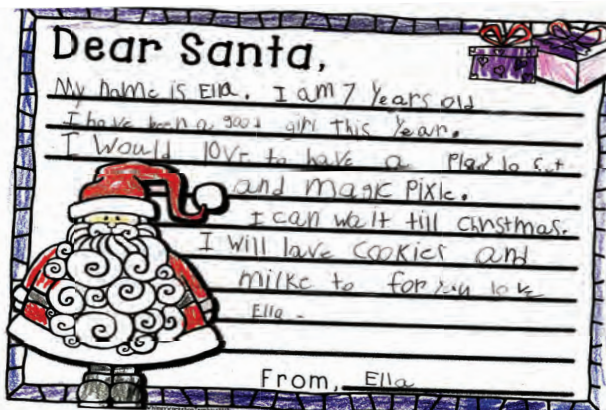 Dear Santa,
My name is Ella. I am 7 years old
I have been a good girl this year.
I would love to have a Play to Set
and magic Pixie.
I can wait till christmas.
I will lave cookies and
milke to for you love
Ella.
From, Ella